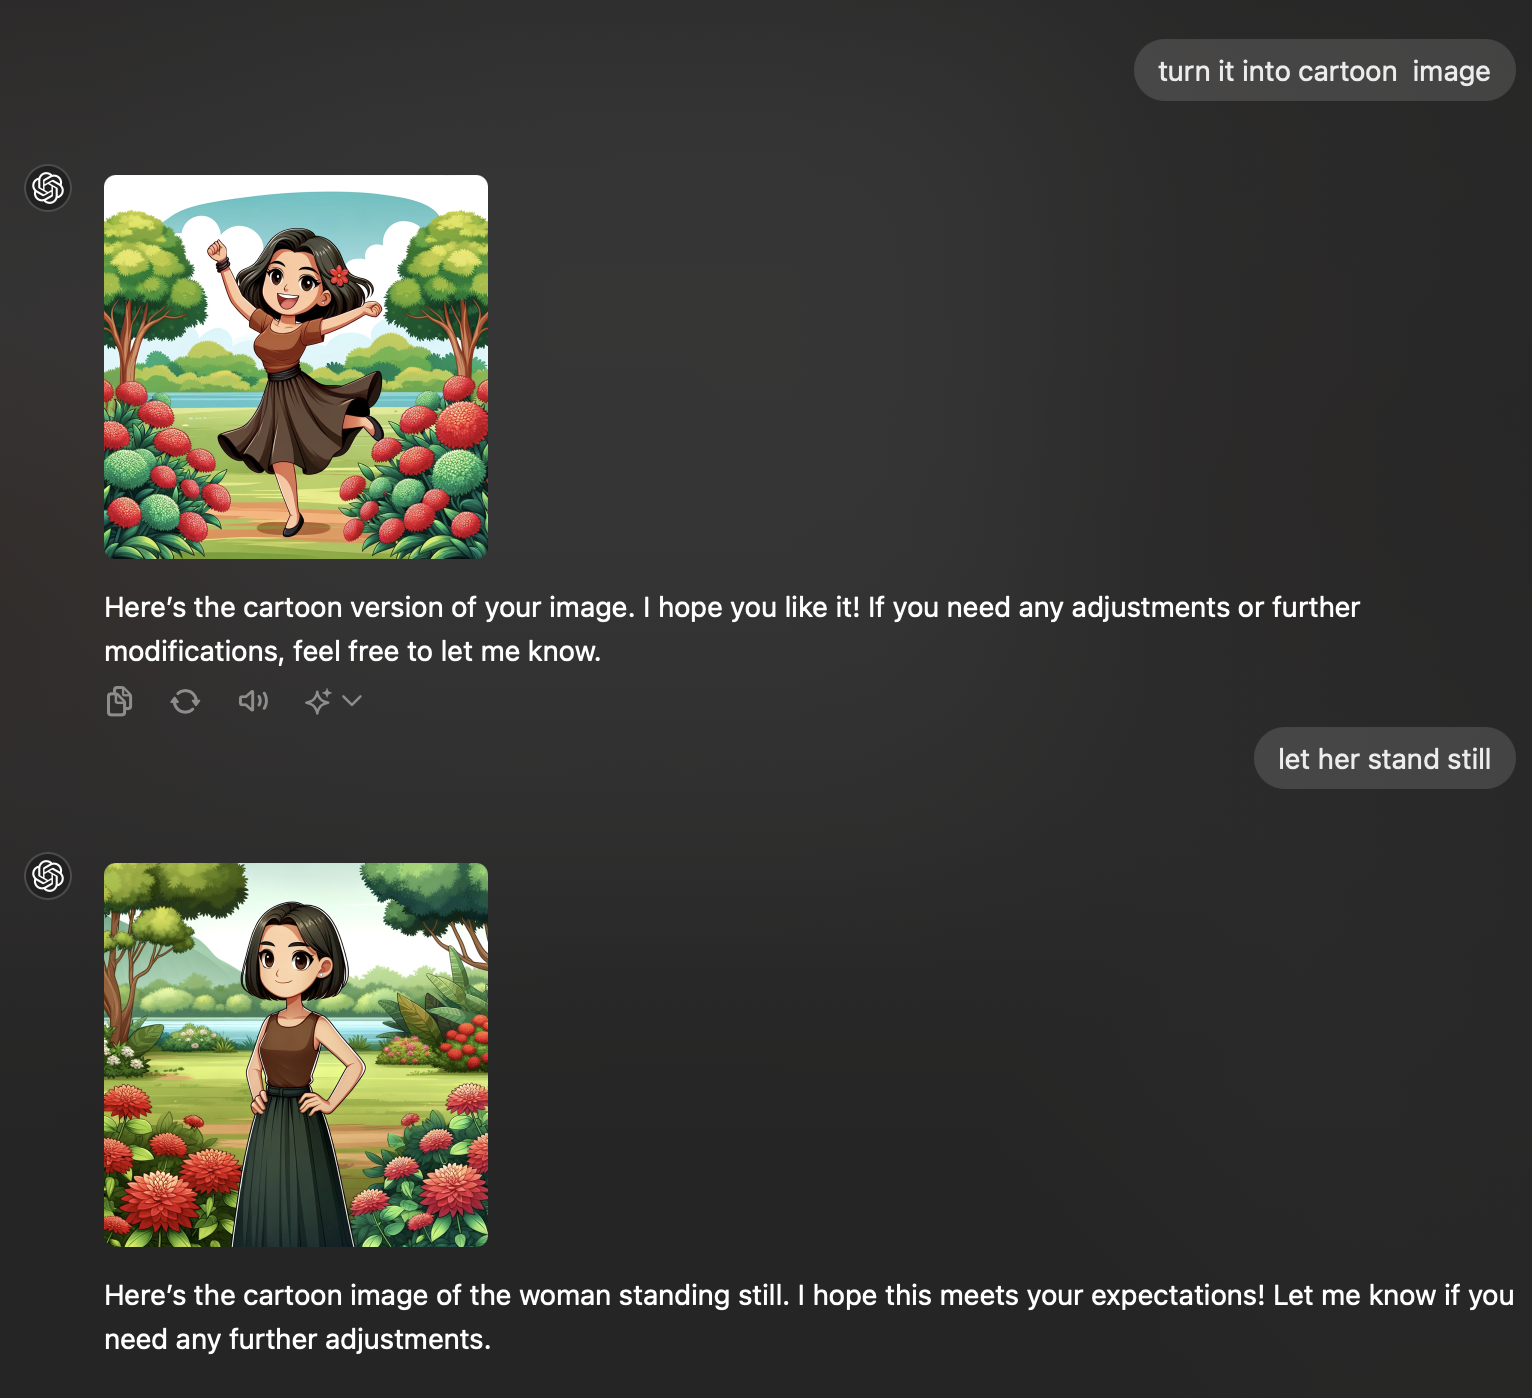 turn it into cartoon  image
Here’s the cartoon version of your image. I hope you like it! If you need any adjustments or further
modifications, feel free to let me know.
let her stand still
Here’s the cartoon image of the woman standing still. I hope this meets your expectations! Let me know if you
need any further adjustments.